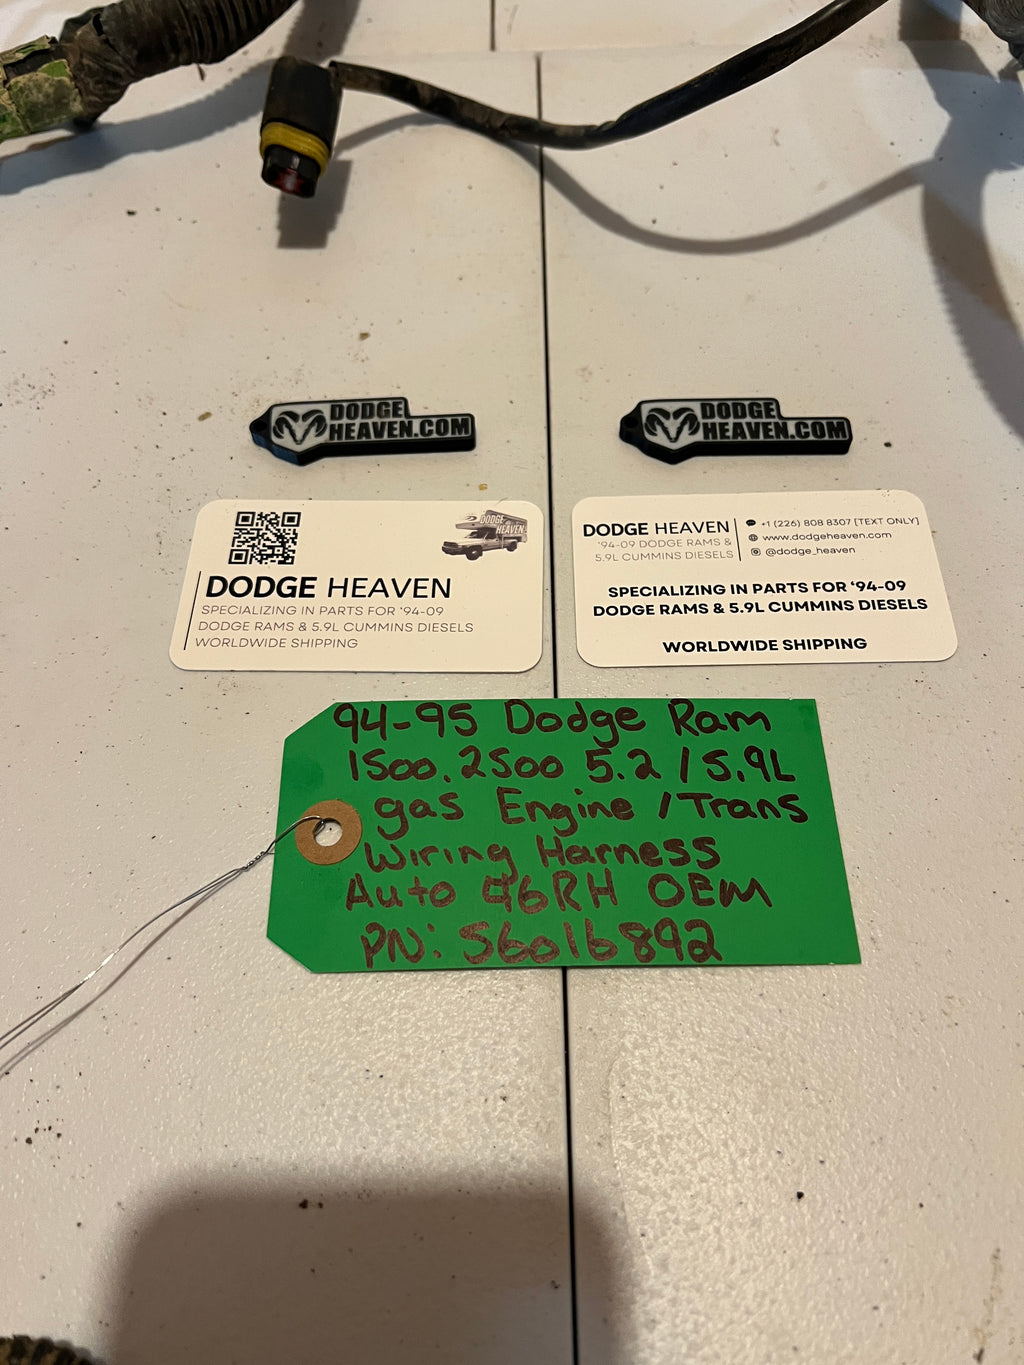 DODGE
HEAVEN.COM
DODGE
HEAVEN.COM
DODGE
HEAVEN
DODGE HEAVEN
SPECIALIZING IN PARTS FOR '94-09
DODGE RAMS & 5.9L CUMMINS DIESELS
WORLDWIDE SHIPPING
DODGE HEAVEN
'94-09 DODGE RAMS &
5.9L CUMMINS DIESELS
+1 (226) 808 8307 [TEXT ONLY]
www.dodgeheaven.com
@dodge_heaven
SPECIALIZING IN PARTS FOR '94-09
DODGE RAMS & 5.9L CUMMINS DIESELS
WORLDWIDE SHIPPING
94-95 Dodge Ram
1500.2500 5.2/5.9L
gas Engine/Trans
Wiring Harness
Auto 46RH OEM
PN: 56016892